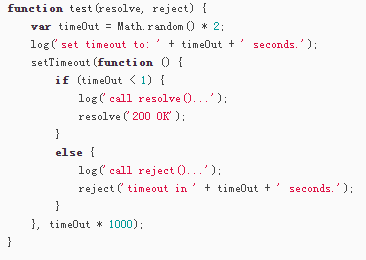 function test(resolve, reject) {
    var timeOut = Math.random() * 2;
    log('set timeout to: ' + timeOut + ' seconds.');
    setTimeout(function () {
        if (timeOut < 1) {
            log('call resolve()...');
            resolve('200 OK');
        }
        else {
            log('call reject()...');
            reject('timeout in ' + timeOut + ' seconds.');
        }
    }, timeOut * 1000);
}